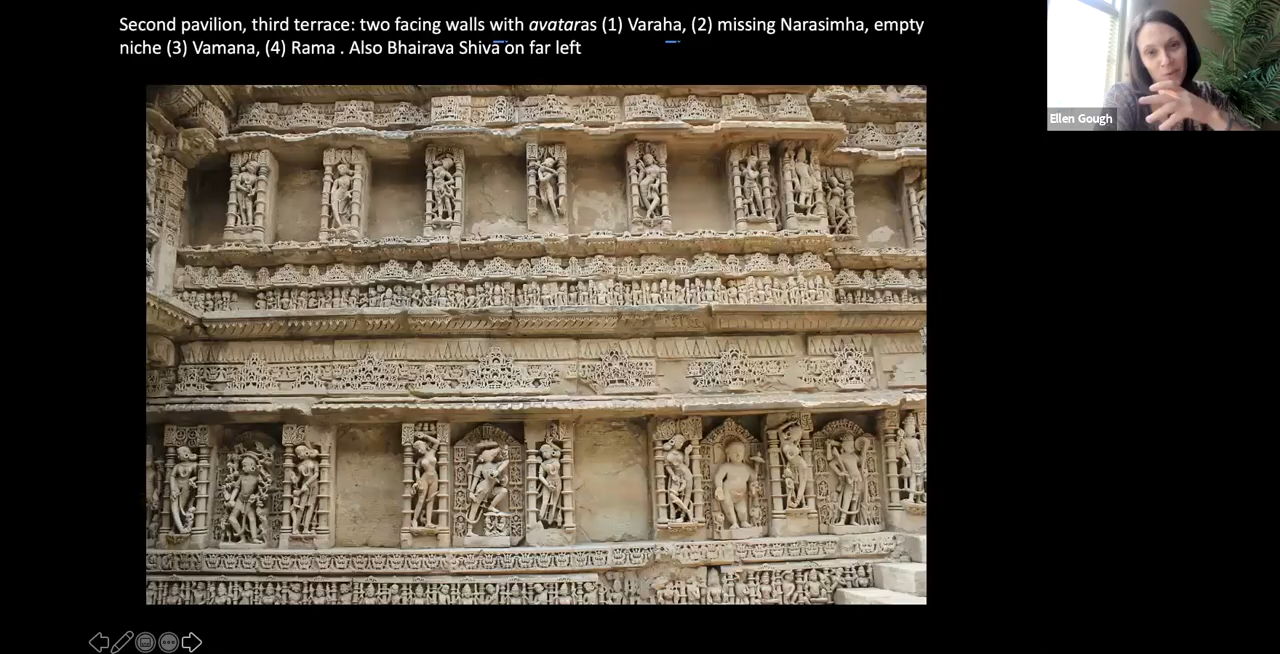 Second pavilion, third terrace: two facing walls with avataras (1) Varaha, (2) missing Narasimha, empty
niche (3) Vamana, (4) Rama . Also Bhairava Shiva on far left
Ellen Gough